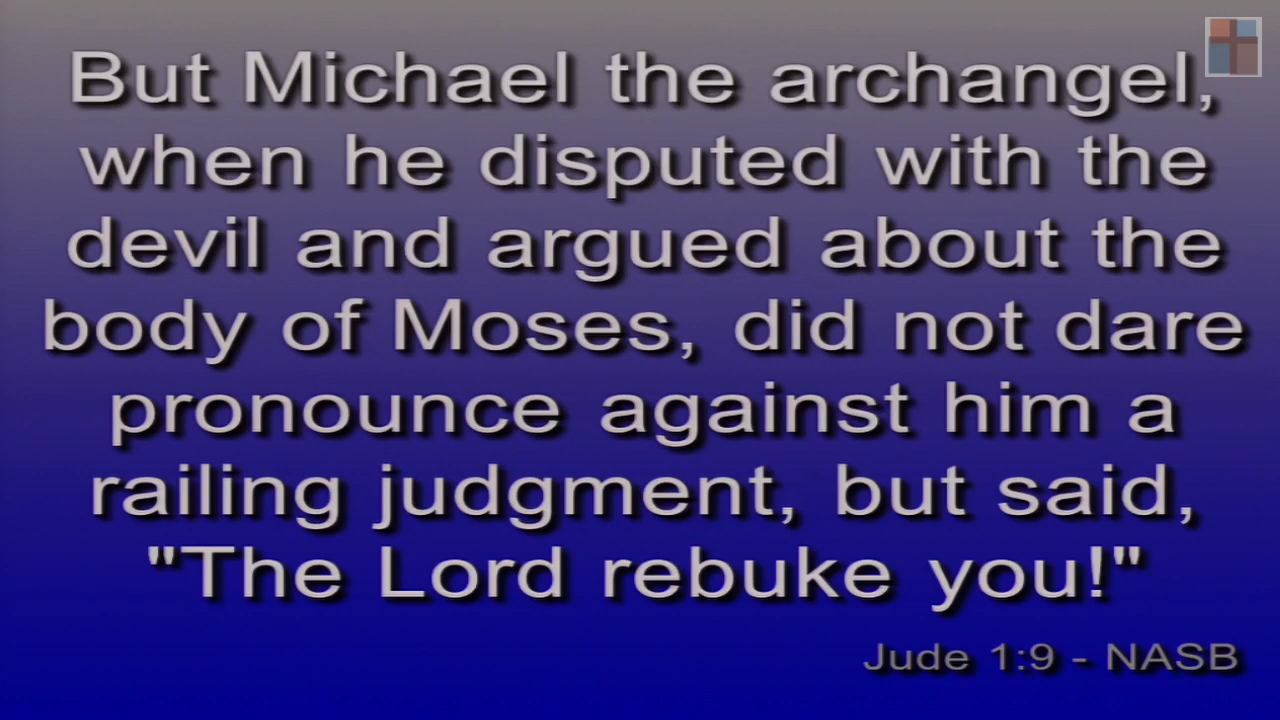 But Michael the archangel,
when he disputed with the
devil and argued about the
body of Moses, did not dare
pronounce against him a
railing judgment, but said,
"The Lord rebuke you!"
Jude 1:9 - NASB